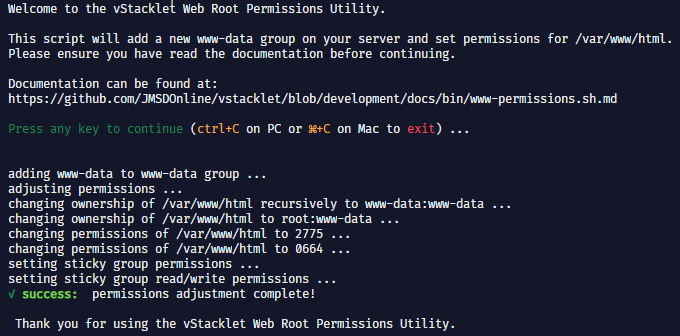 Welcome to the vStacklet Web Root Permissions Utility.
This script will add a new www-data group on your server and set permissions for /var/www/html.
Please ensure you have read the documentation before continuing.
Documentation can be found at:
https://github.com/JMSDOnline/vstacklet/blob/development/docs/bin/www-permissions.sh.md
Press any key to continue (ctrl+C on PC or ⌘+C on Mac to exit) ...
adding www-data to www-data group ...
adjusting permissions ...
changing ownership of /var/www/html recursively to www-data:www-data ...
changing ownership of /var/www/html to root:www-data ...
changing permissions of /var/www/html to 2775 ...
changing permissions of /var/www/html to 0664 ...
setting sticky group permissions ...
setting sticky group read/write permissions ...
√ success:  permissions adjustment complete!
Thank you for using the vStacklet Web Root Permissions Utility.